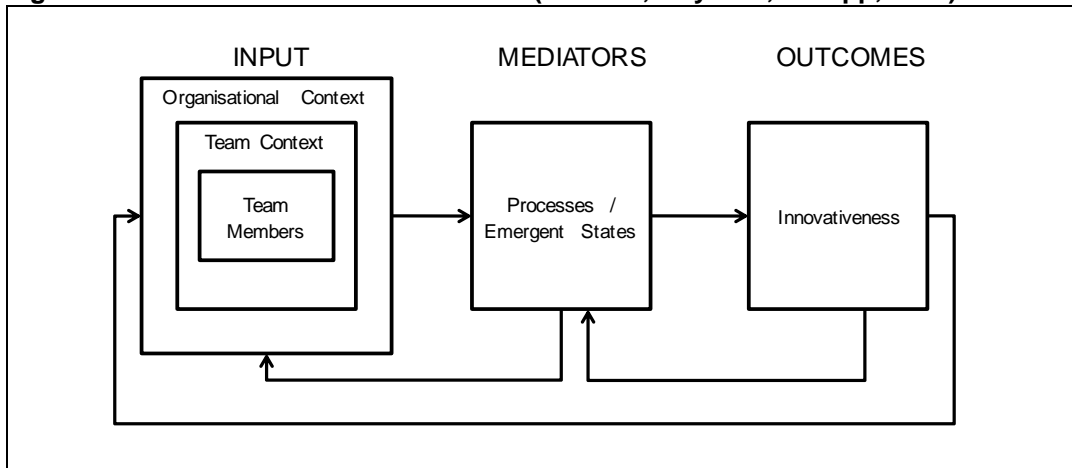 INPUT
MEDIATORS
OUTCOMES
Organisational Context
Team Context
Team
Members
Processes /
Emergent States
Innovativeness